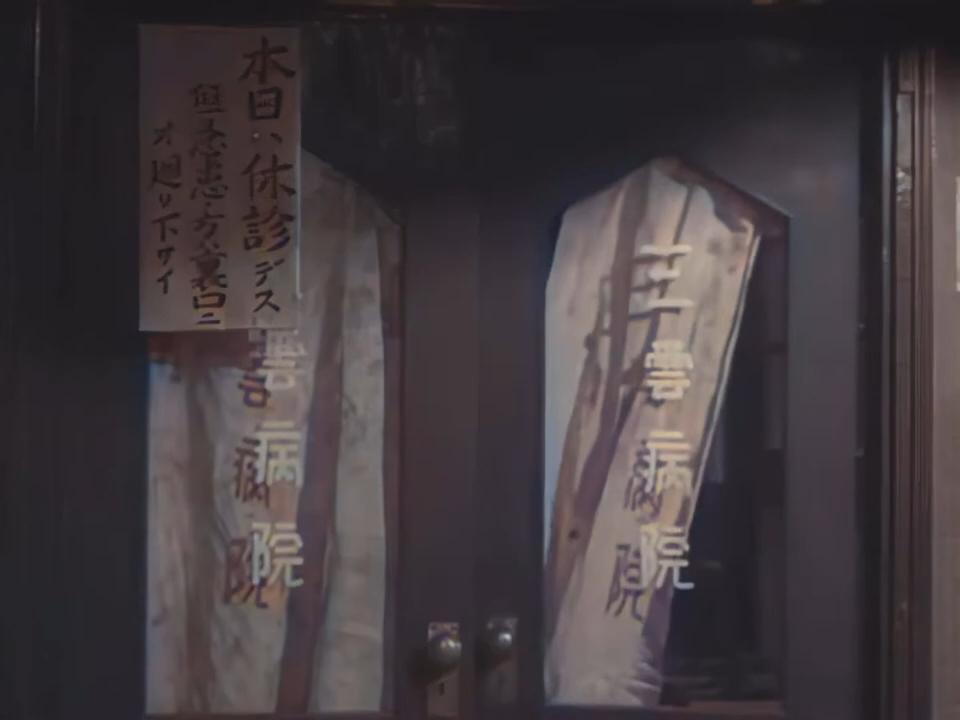 本日ハ休診デス
但急患ノ方ハ裏口ニ
オ廻リ下サイ
雲病院
三雲病院